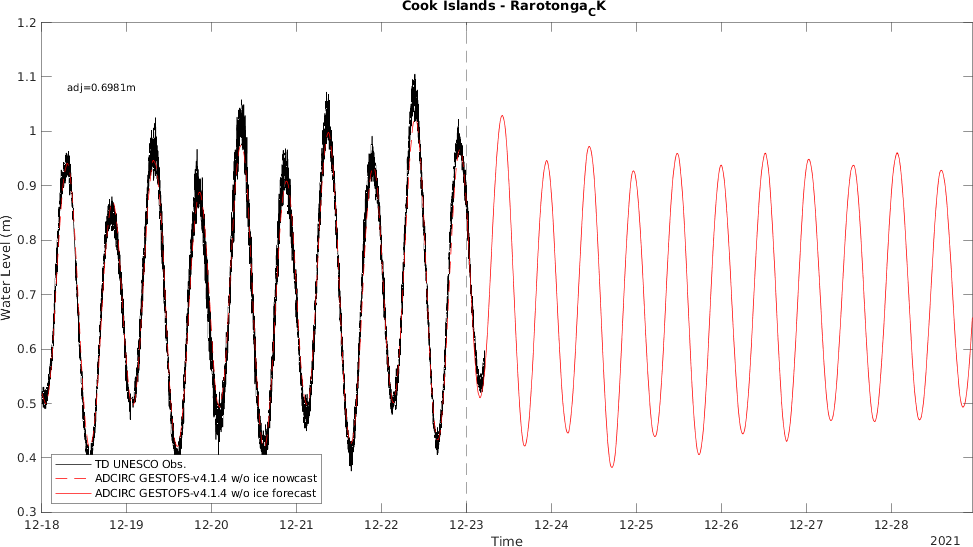 Cook Islands - Rarotonga_CK
1.2
1.1
1
0.9
0.8
0.7
0.6
0.5
0.4
0.3
Water Level (m)
adj=0.6981m
TD UNESCO Obs.
ADCIRC GESTOFS-v4.1.4 w/o ice nowcast
ADCIRC GESTOFS-v4.1.4 w/o ice forecast
12-18 12-19 12-20 12-21 12-22 12-23 12-24 12-25 12-26 12-27 12-28
Time
2021